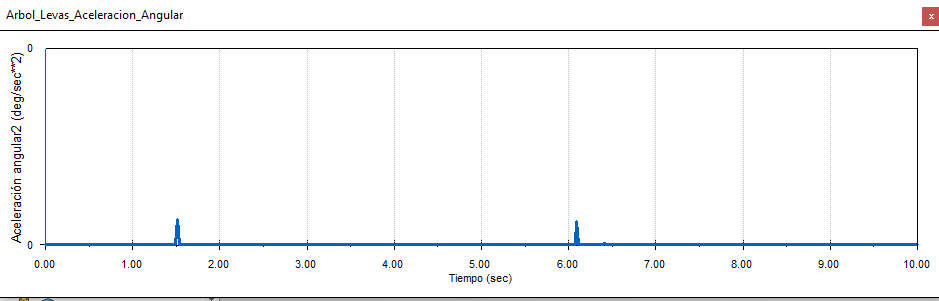 Arbol_Levas_Aceleracion_Angular
x
Aceleración angular2 (deg/sec**2)
0
0
0.00 1.00 2.00 3.00 4.00 5.00 6.00 7.00 8.00 9.00 10.00
Tiempo (sec)